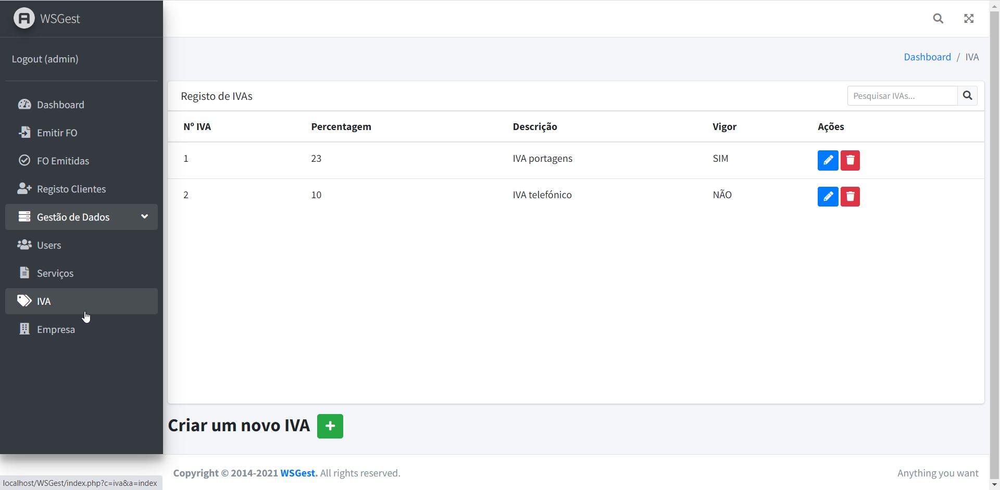 WSGest
Logout (admin)
Dashboard
Emitir FO
FO Emitidas
Registo Clientes
Gestão de Dados
Users
Serviços
IVA
Empresa
Dashboard / IVA
Registo de IVAs
Pesquisar IVAs...
Nº IVA Percentagem Descrição Vigor Ações
1 23 IVA portagens SIM
2 10 IVA telefónico NÃO
Criar um novo IVA
Copyright © 2014-2021 WSGest. All rights reserved.
Anything you want
localhost/WSGest/index.php?c=iva&a=index